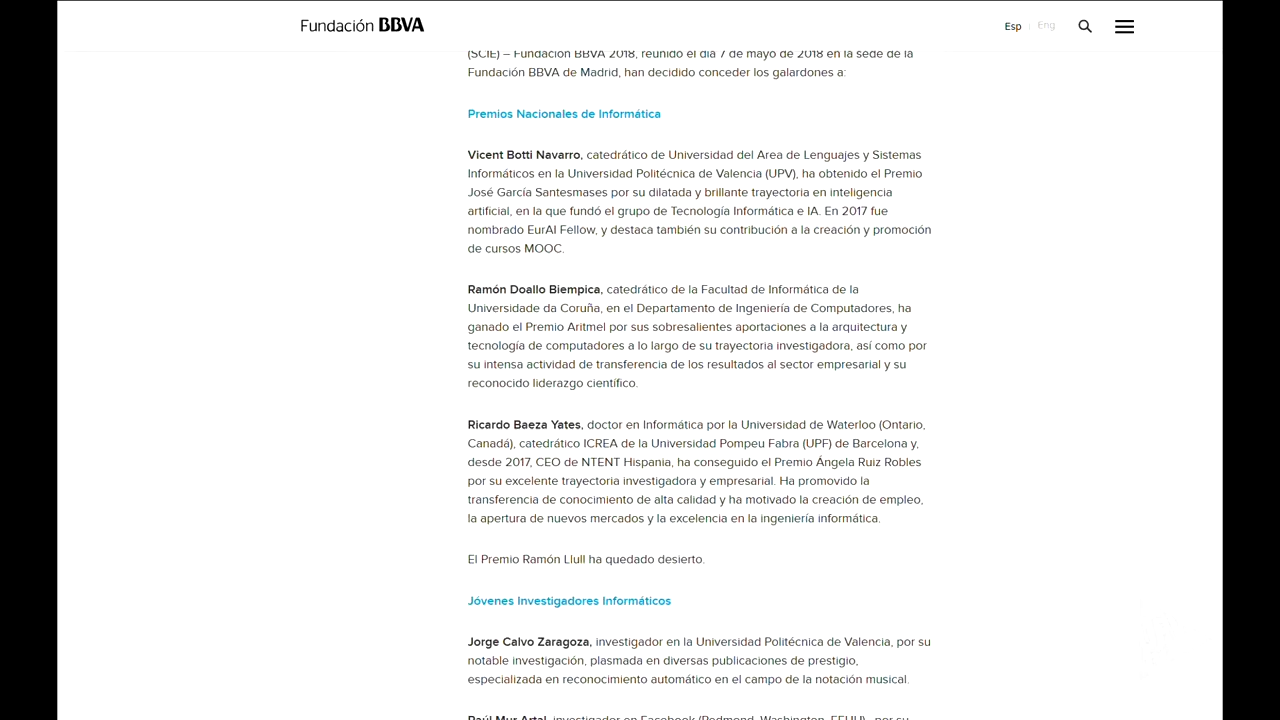 Fundación BBVA
Esp | Eng
(SCIE) – Fundación BBVA 2018, reunido el día 7 de mayo de 2018 en la sede de la
Fundación BBVA de Madrid, han decidido conceder los galardones a:
Premios Nacionales de Informática
Vicent Botti Navarro, catedrático de Universidad del Area de Lenguajes y Sistemas
Informáticos en la Universidad Politécnica de Valencia (UPV), ha obtenido el Premio
José García Santesmases por su dilatada y brillante trayectoria en inteligencia
artificial, en la que fundó el grupo de Tecnología Informática e IA. En 2017 fue
nombrado EurAI Fellow, y destaca también su contribución a la creación y promoción
de cursos MOOC.
Ramón Doallo Biempica, catedrático de la Facultad de Informática de la
Universidade da Coruña, en el Departamento de Ingeniería de Computadores, ha
ganado el Premio Aritmel por sus sobresalientes aportaciones a la arquitectura y
tecnología de computadores a lo largo de su trayectoria investigadora, así como por
su intensa actividad de transferencia de los resultados al sector empresarial y su
reconocido liderazgo científico.
Ricardo Baeza Yates, doctor en Informática por la Universidad de Waterloo (Ontario,
Canadá), catedrático ICREA de la Universidad Pompeu Fabra (UPF) de Barcelona y,
desde 2017, CEO de NTENT Hispania, ha conseguido el Premio Ángela Ruiz Robles
por su excelente trayectoria investigadora y empresarial. Ha promovido la
transferencia de conocimiento de alta calidad y ha motivado la creación de empleo,
la apertura de nuevos mercados y la excelencia en la ingeniería informática.
El Premio Ramón Llull ha quedado desierto.
Jóvenes Investigadores Informáticos
Jorge Calvo Zaragoza, investigador en la Universidad Politécnica de Valencia, por su
notable investigación, plasmada en diversas publicaciones de prestigio,
especializada en reconocimiento automático en el campo de la notación musical.
Raúl Mur Artal, investigador en Facebook (Redmond, Washington, EEUU), por su